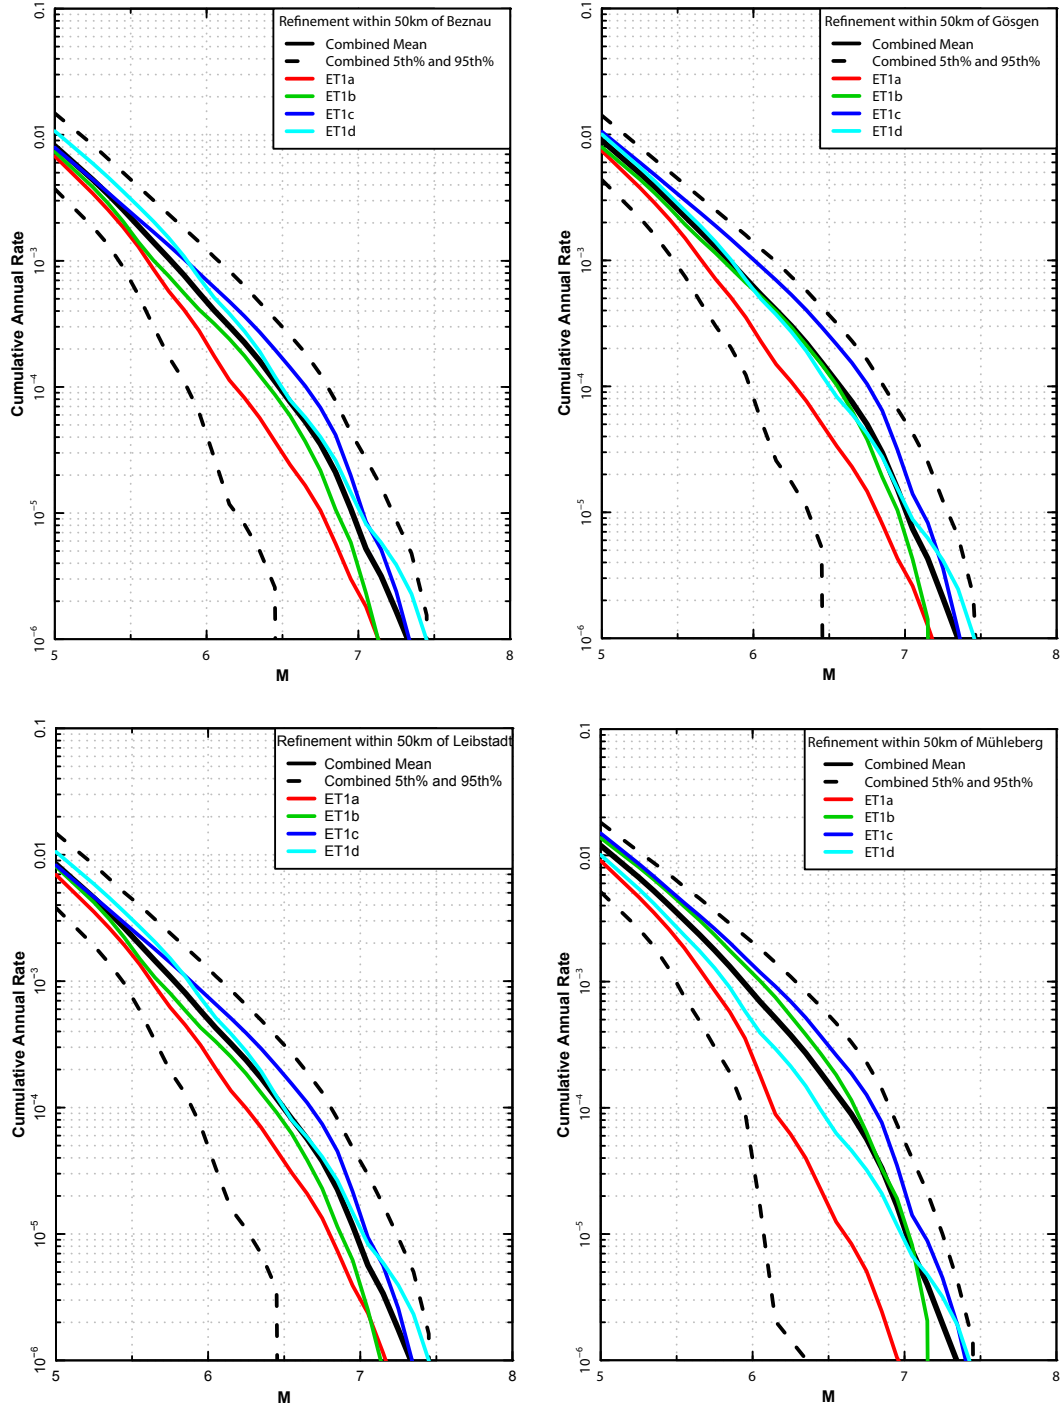 Refinement within 50km of Beznau
Combined Mean
Combined 5th% and 95th%
ET1a
ET1b
ET1c
ET1d
Cumulative Annual Rate
0.1
0.01
10⁻³
10⁻⁴
10⁻⁵
10⁻⁶
5
6
7
8
M
Refinement within 50km of Gösgen
Combined Mean
Combined 5th% and 95th%
ET1a
ET1b
ET1c
ET1d
Cumulative Annual Rate
0.1
0.01
10⁻³
10⁻⁴
10⁻⁵
10⁻⁶
5
6
7
8
M
Refinement within 50km of Leibstadt
Combined Mean
Combined 5th% and 95th%
ET1a
ET1b
ET1c
ET1d
Cumulative Annual Rate
0.1
0.01
10⁻³
10⁻⁴
10⁻⁵
10⁻⁶
5
6
7
8
M
Refinement within 50km of Mühleberg
Combined Mean
Combined 5th% and 95th%
ET1a
ET1b
ET1c
ET1d
Cumulative Annual Rate
0.1
0.01
10⁻³
10⁻⁴
10⁻⁵
10⁻⁶
5
6
7
8
M